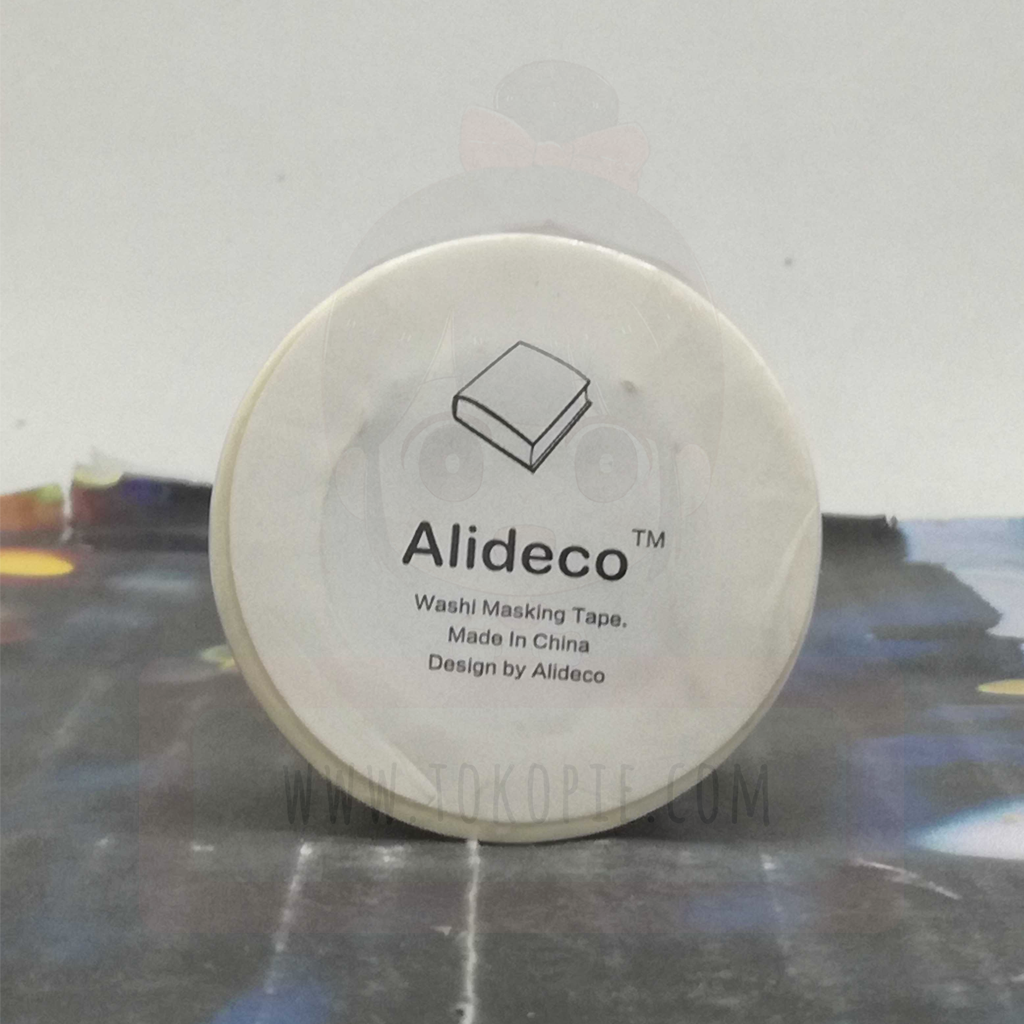 Alideco™
Washi Masking Tape.
Made In China
Design by Alideco
WWW.TOKOPIE.COM